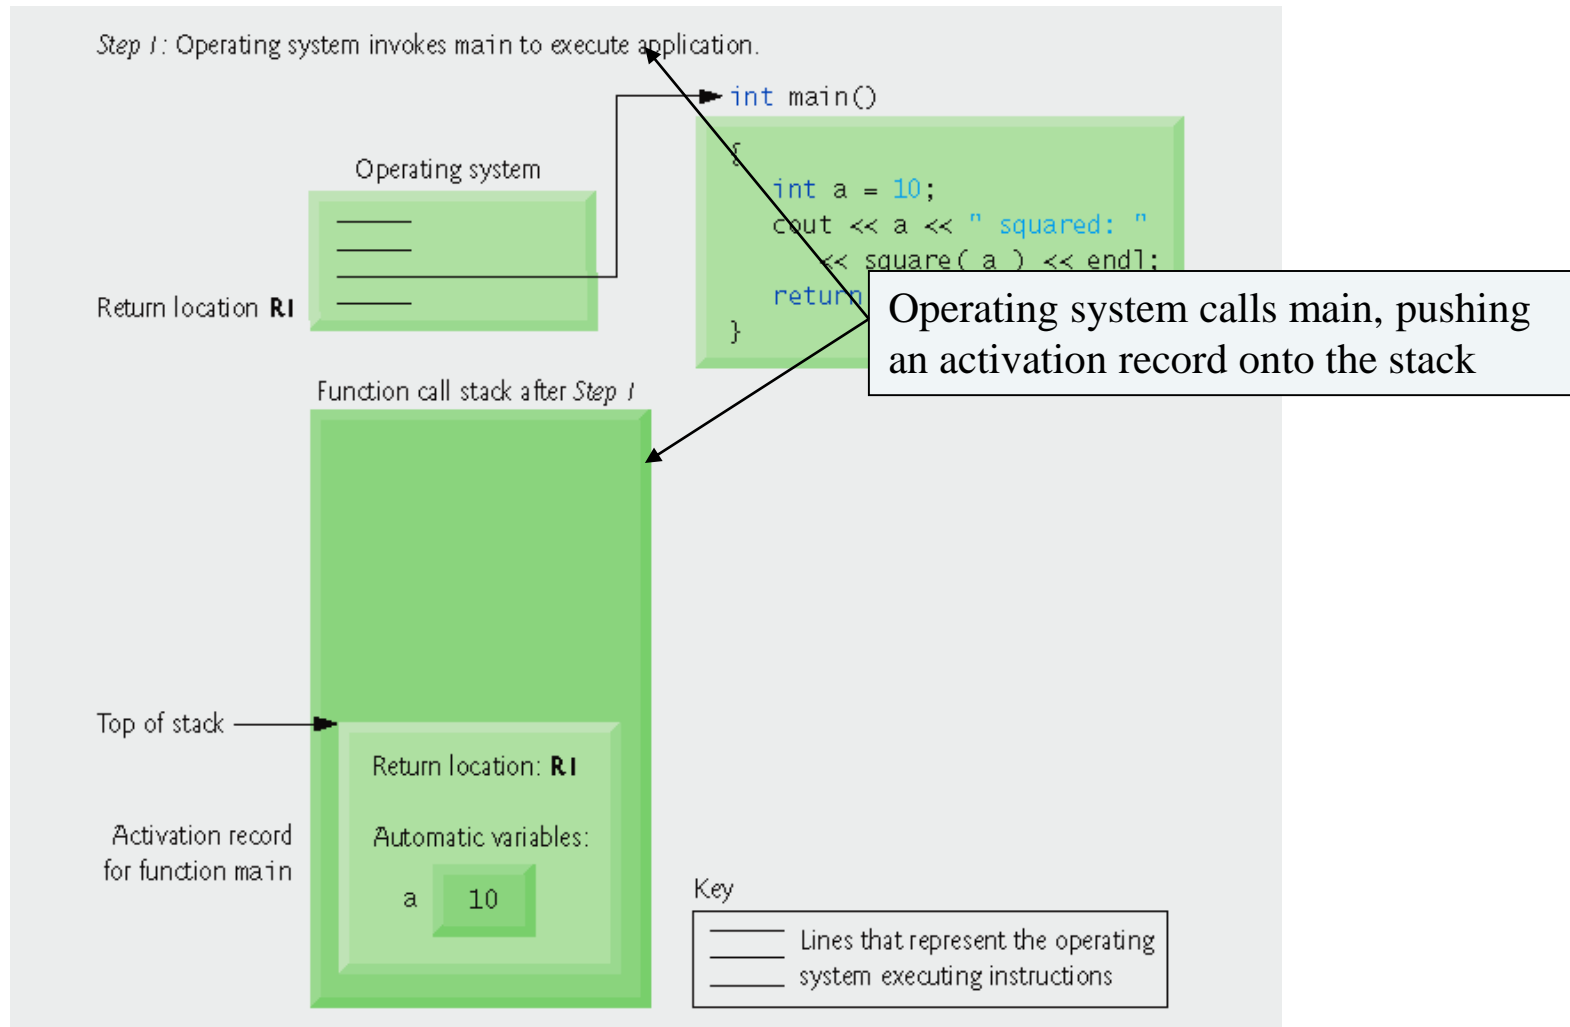 Step 1: Operating system invokes main to execute application.
int main()
{
int a = 10;
cout << a << " squared: "
<< square( a ) << endl;
return
}
Operating system
Return location R1
Operating system calls main, pushing
an activation record onto the stack
Function call stack after Step 1
Top of stack
Return location: R1
Activation record
for function main
Automatic variables:
a 10
Key
Lines that represent the operating
system executing instructions